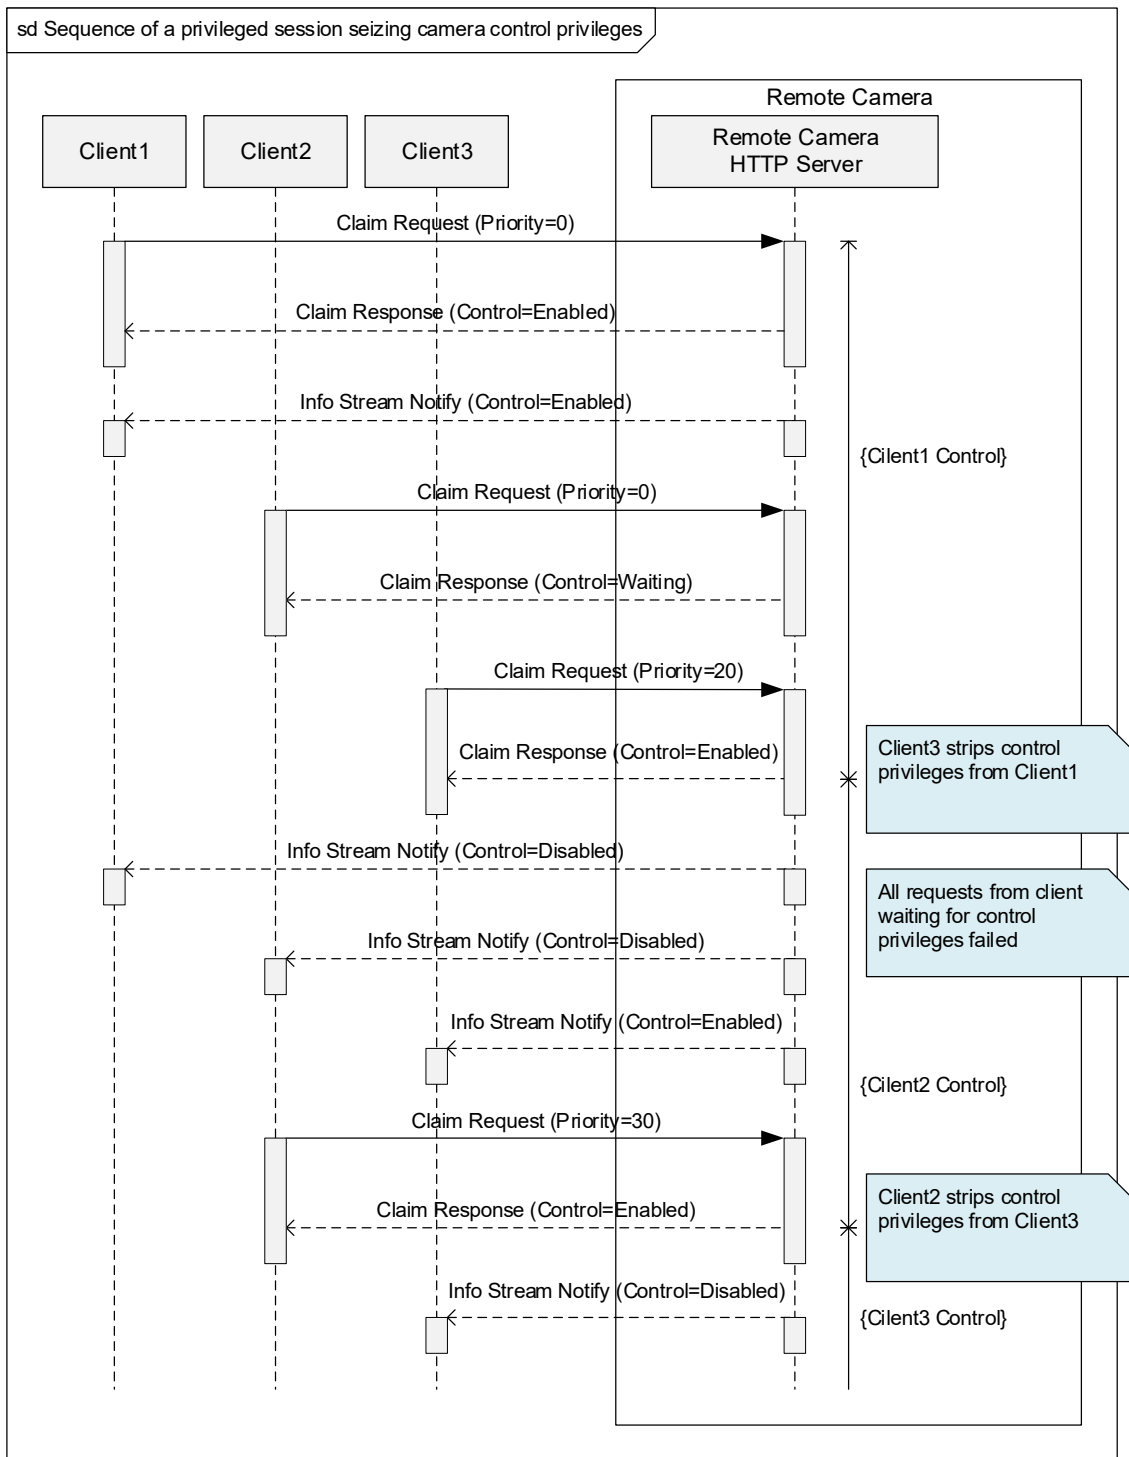 sd Sequence of a privileged session seizing camera control privileges
Remote Camera
Client1
Client2
Client3
Remote Camera
HTTP Server
Claim Request (Priority=0)
Claim Response (Control=Enabled)
Info Stream Notify (Control=Enabled)
{Cilent1 Control}
Claim Request (Priority=0)
Claim Response (Control=Waiting)
Claim Request (Priority=20)
Claim Response (Control=Enabled)
Client3 strips control
privileges from Client1
Info Stream Notify (Control=Disabled)
All requests from client
waiting for control
privileges failed
Info Stream Notify (Control=Disabled)
Info Stream Notify (Control=Enabled)
{Cilent2 Control}
Claim Request (Priority=30)
Claim Response (Control=Enabled)
Client2 strips control
privileges from Client3
Info Stream Notify (Control=Disabled)
{Cilent3 Control}